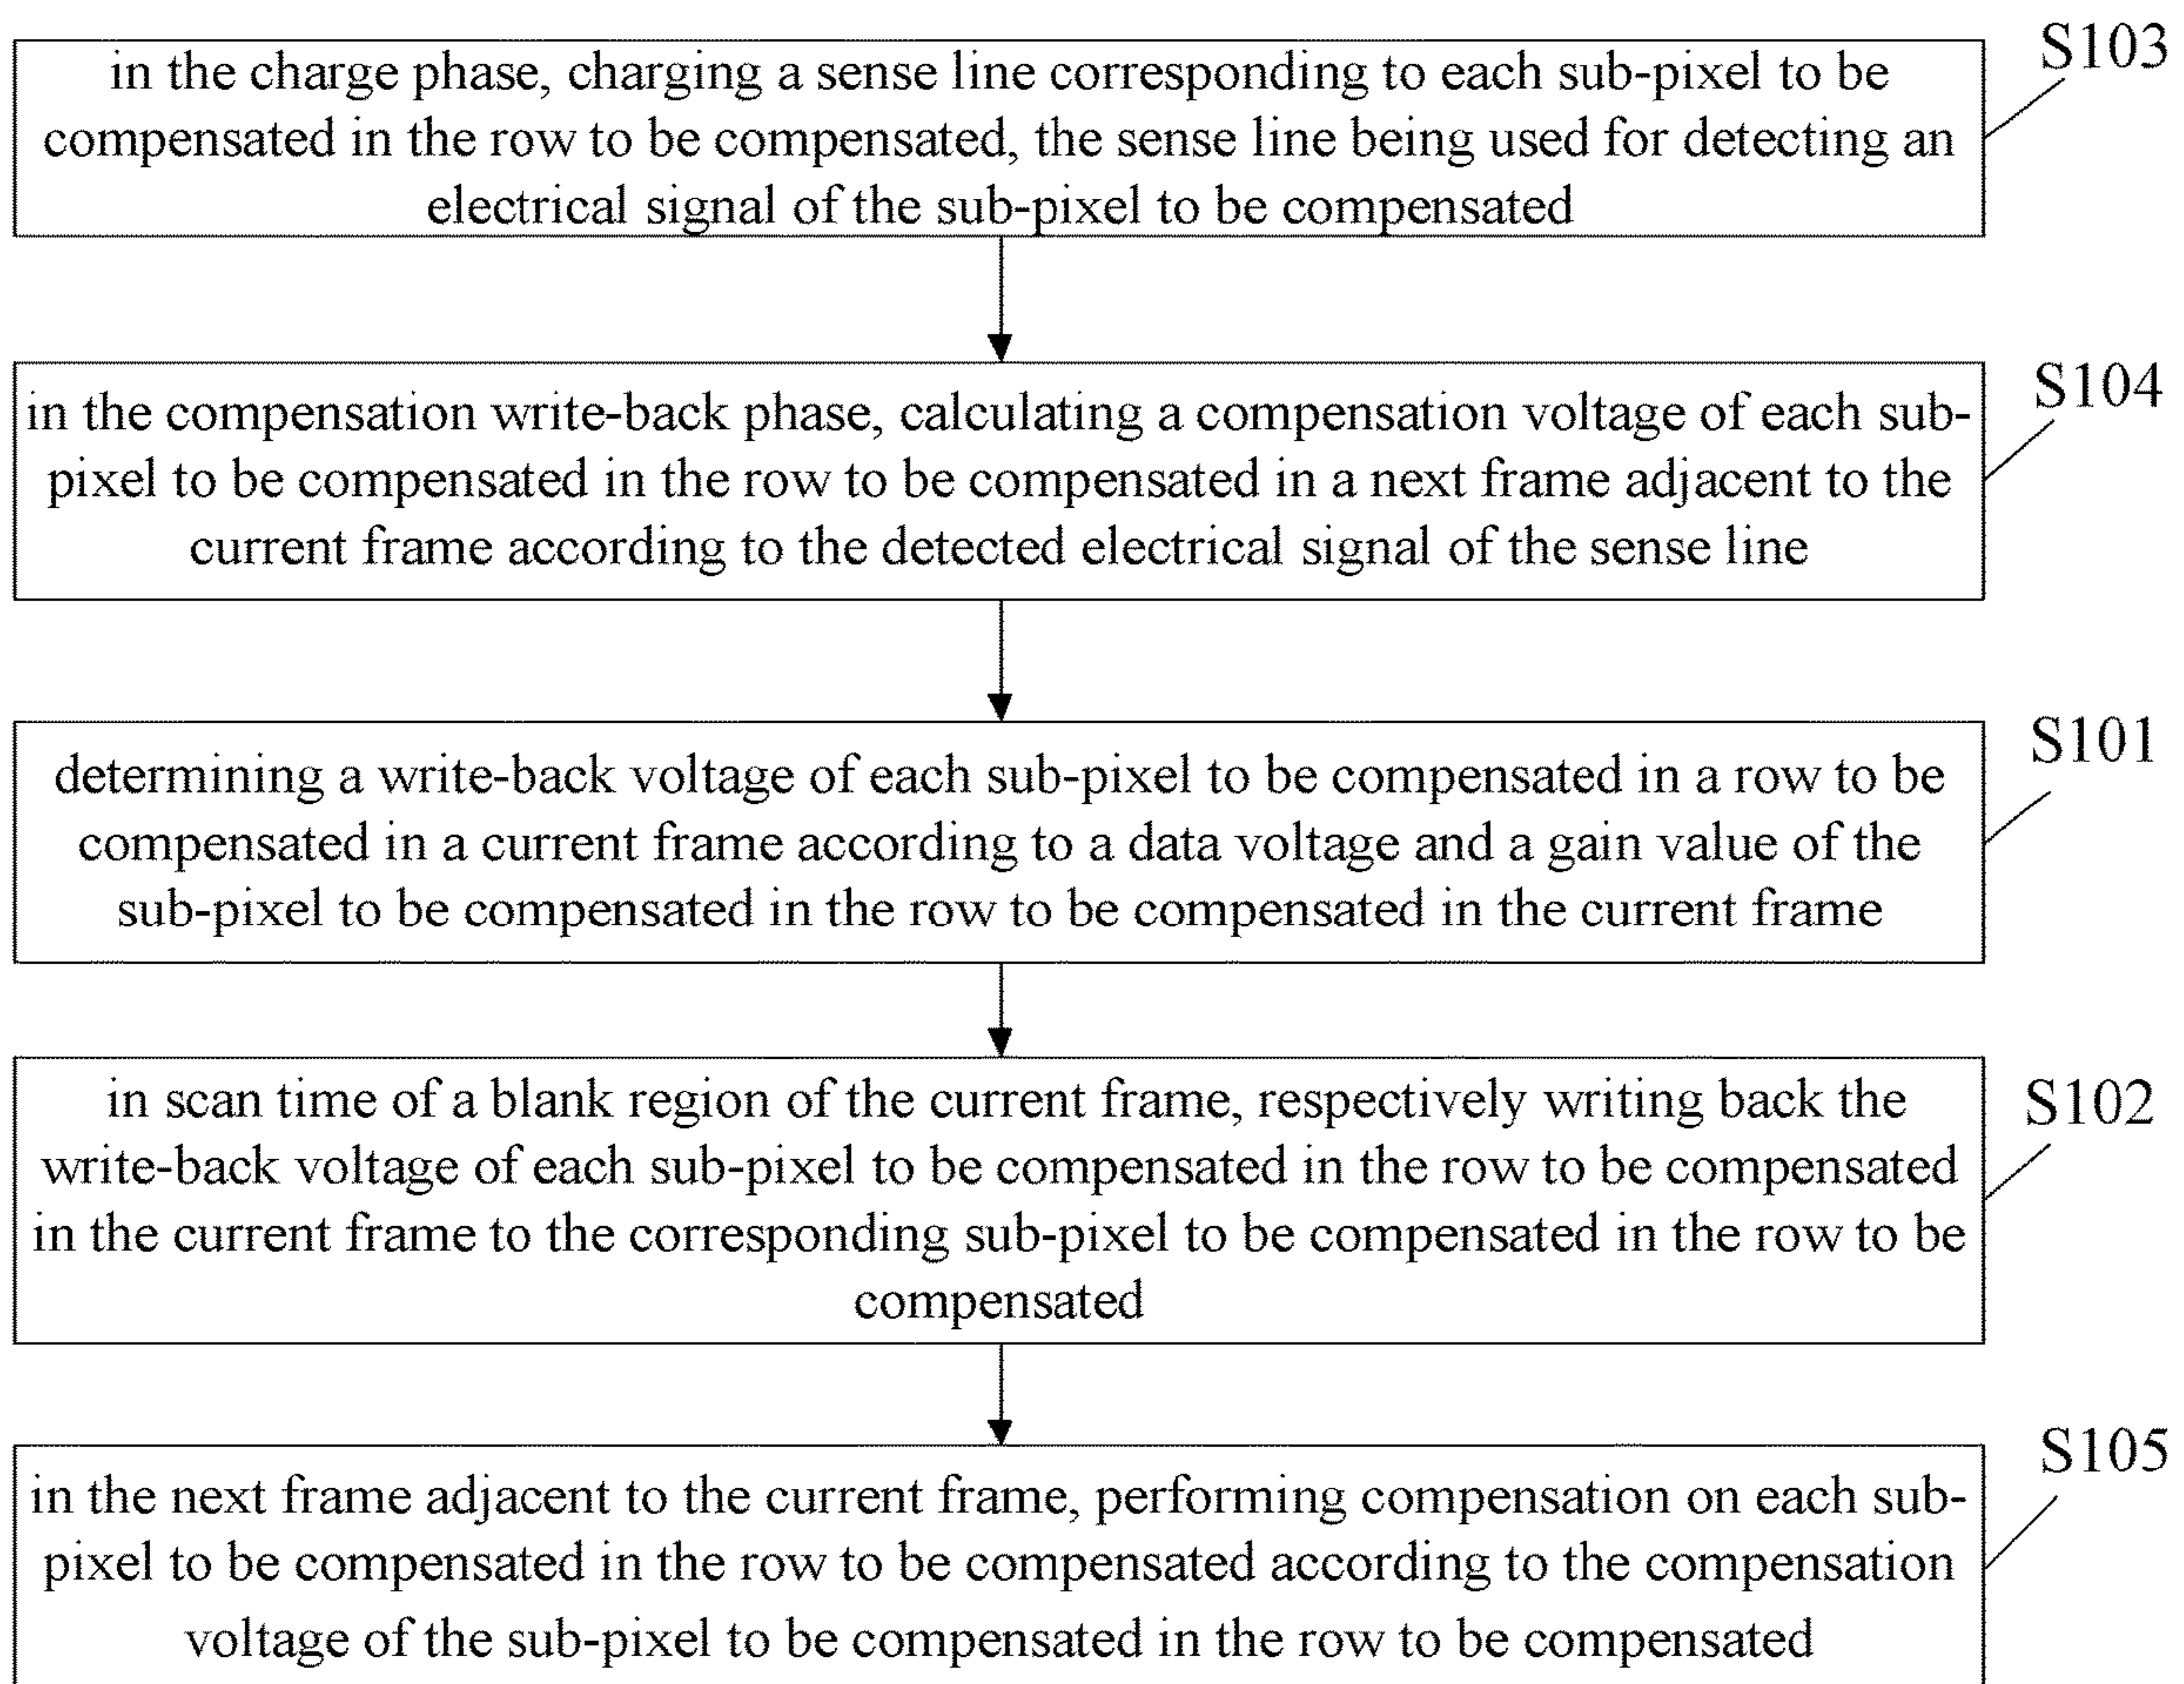 S103
in the charge phase, charging a sense line corresponding to each sub-pixel to be
compensated in the row to be compensated, the sense line being used for detecting an
electrical signal of the sub-pixel to be compensated
S104
in the compensation write-back phase, calculating a compensation voltage of each sub-
pixel to be compensated in the row to be compensated in a next frame adjacent to the
current frame according to the detected electrical signal of the sense line
S101
determining a write-back voltage of each sub-pixel to be compensated in a row to be
compensated in a current frame according to a data voltage and a gain value of the
sub-pixel to be compensated in the row to be compensated in the current frame
S102
in scan time of a blank region of the current frame, respectively writing back the
write-back voltage of each sub-pixel to be compensated in the row to be compensated
in the current frame to the corresponding sub-pixel to be compensated in the row to be
compensated
S105
in the next frame adjacent to the current frame, performing compensation on each sub-
pixel to be compensated in the row to be compensated according to the compensation
voltage of the sub-pixel to be compensated in the row to be compensated